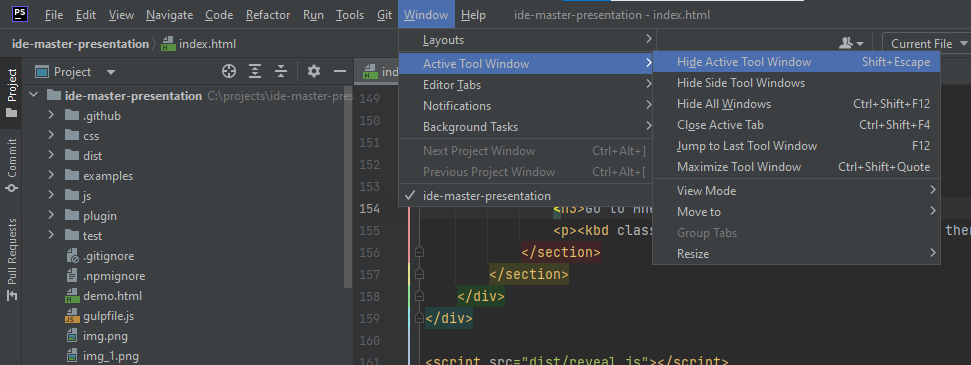 PS File Edit View Navigate Code Refactor Run Tools Git Window Help ide-master-presentation - index.html
ide-master-presentation index.html
Current File
Project
Commit
Pull Requests
Project
ide-master-presentation C:\projects\ide-master-pres
.github
css
dist
examples
js
plugin
test
.gitignore
.npmignore
demo.html
gulpfile.js
img.png
img_1.png
Layouts
Active Tool Window
Editor Tabs
Notifications
Background Tasks
Next Project Window Ctrl+Alt+]
Previous Project Window Ctrl+Alt+[
ide-master-presentation
Hide Active Tool Window Shift+Escape
Hide Side Tool Windows
Hide All Windows Ctrl+Shift+F12
Close Active Tab Ctrl+Shift+F4
Jump to Last Tool Window F12
Maximize Tool Window Ctrl+Shift+Quote
View Mode
Move to
Group Tabs
Resize
ind
149
150
151
152
153
154 <h3>Go to
155 <p><kbd clas then
156 </section>
157 </section>
158 </div>
159 </div>
160
161 <script src="dist/reveal.js"></script>